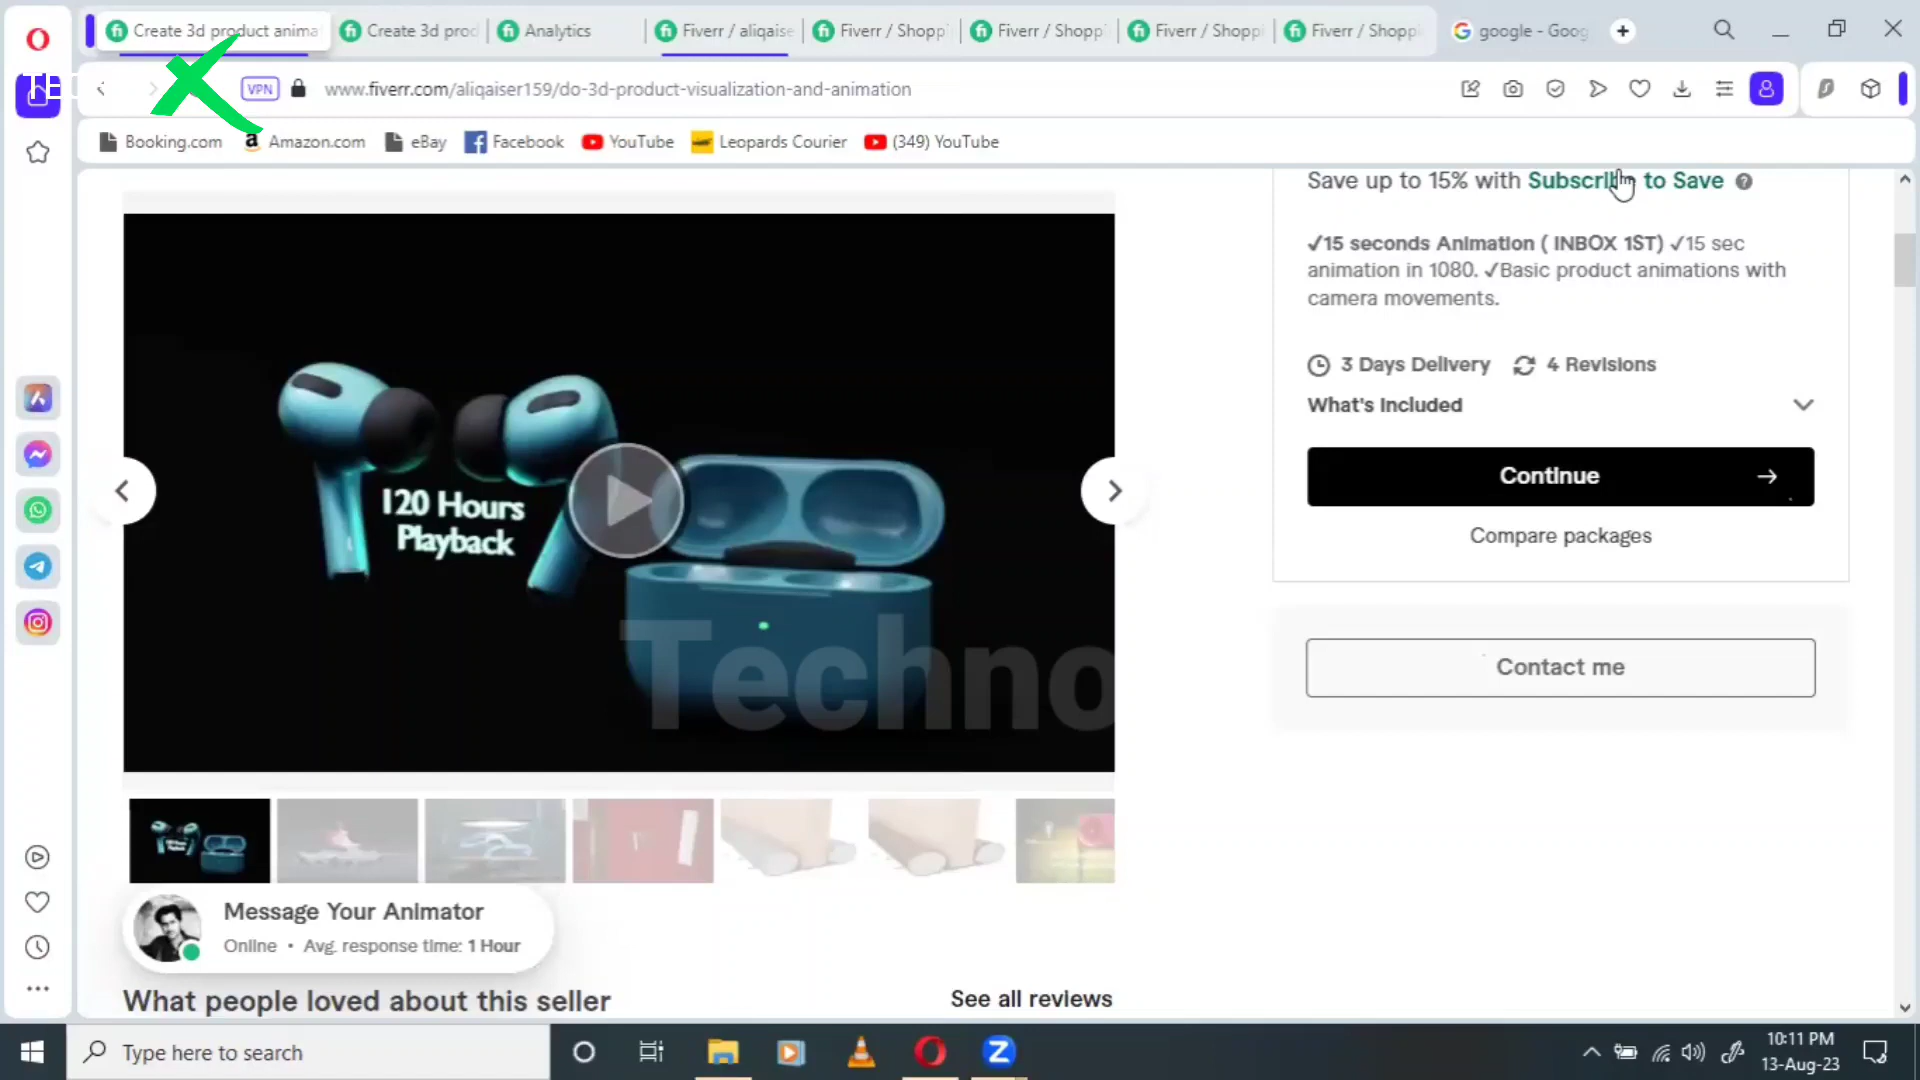 Create 3d product anima
Create 3d prod
Analytics
Fiverr / aliqaise
Fiverr / Shopp
Fiverr / Shopp
Fiverr / Shoppi
Fiverr / Shoppi
google - Goog
VPN
www.fiverr.com/aliqaiser159/do-3d-product-visualization-and-animation
Booking.com
Amazon.com
eBay
Facebook
YouTube
Leopards Courier
(349) YouTube
Save up to 15% with Subscribe to Save
✓15 seconds Animation ( INBOX 1ST) ✓15 sec
animation in 1080. ✓Basic product animations with
camera movements.
3 Days Delivery
4 Revisions
What's Included
Continue
Compare packages
Contact me
120 Hours
Playback
Techno
Message Your Animator
Online • Avg. response time: 1 Hour
What people loved about this seller
See all reviews
Type here to search
10:11 PM
13-Aug-23